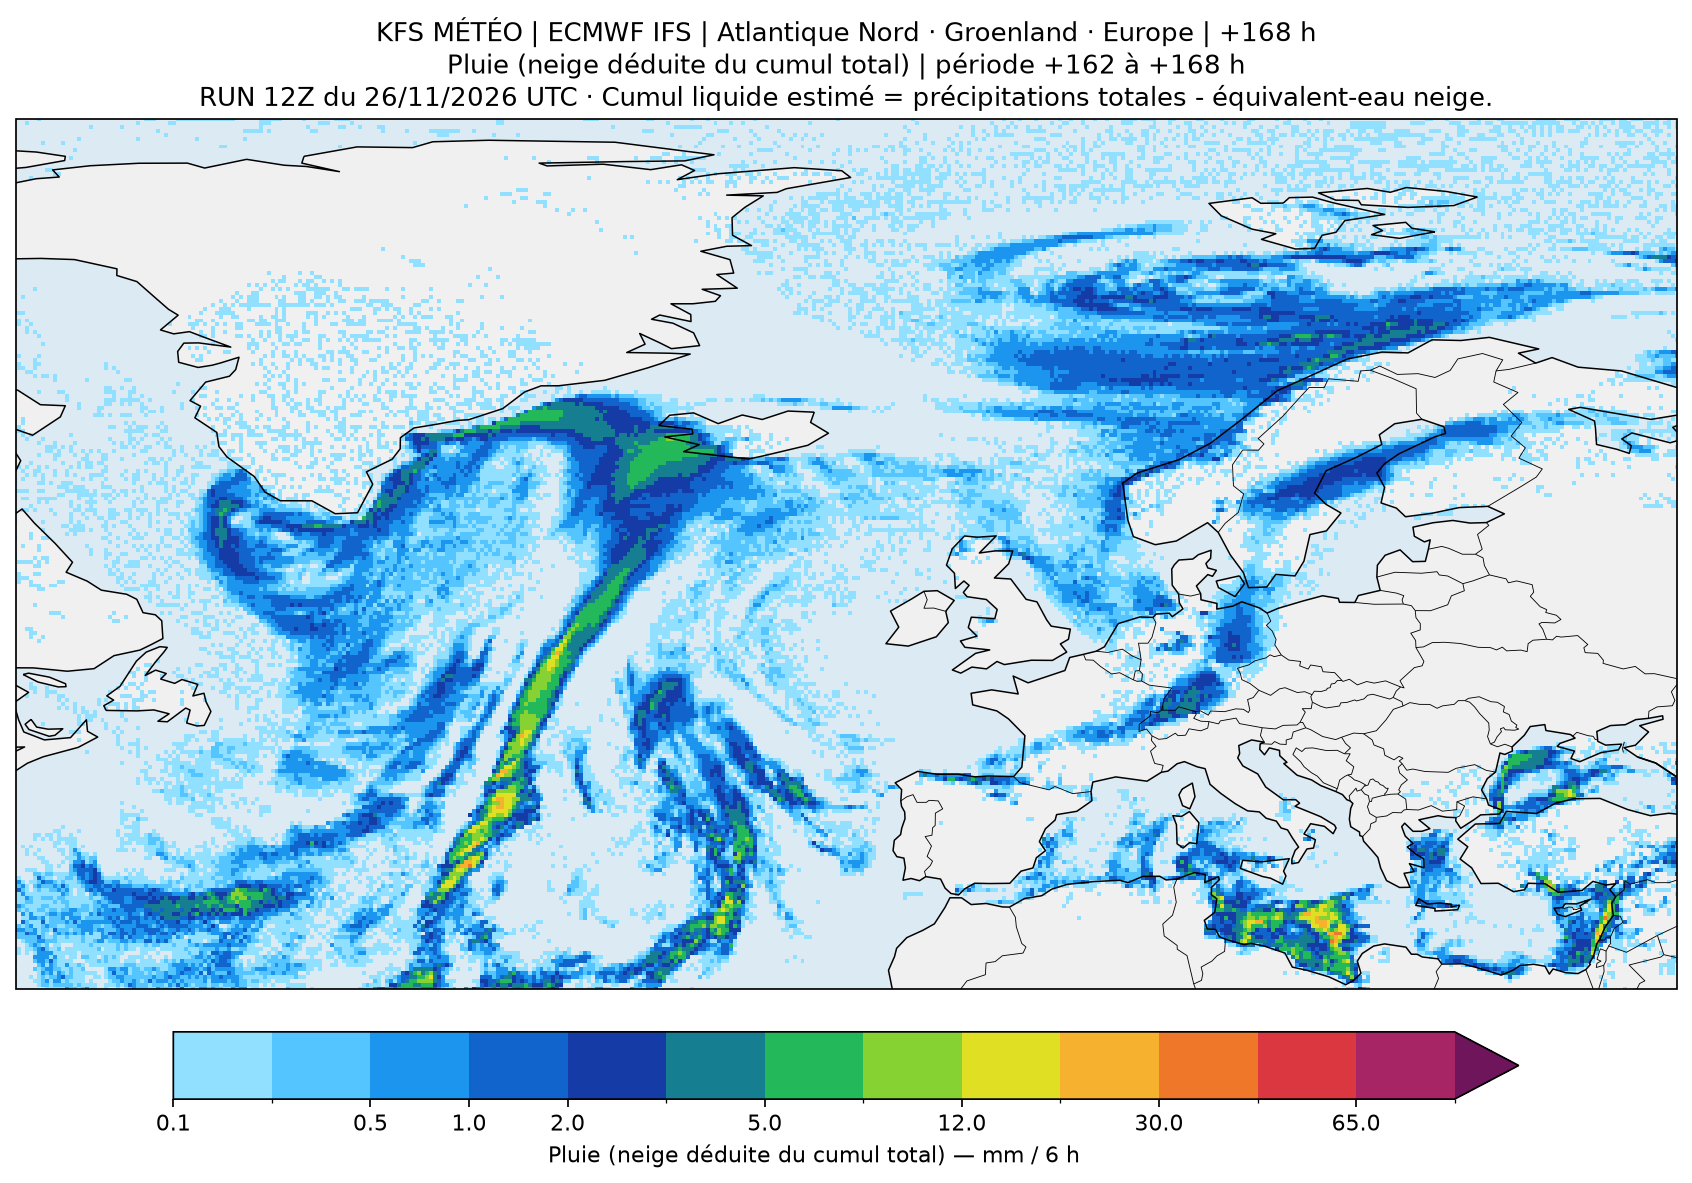 KFS MÉTÉO | ECMWF IFS | Atlantique Nord · Groenland · Europe | +168 h
Pluie (neige déduite du cumul total) | période +162 à +168 h
RUN 12Z du 26/11/2026 UTC · Cumul liquide estimé = précipitations totales - équivalent-eau neige.
0.1 0.5 1.0 2.0 5.0 12.0 30.0 65.0
Pluie (neige déduite du cumul total) — mm / 6 h